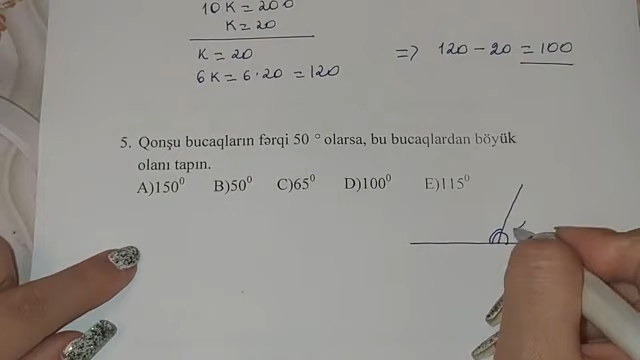 10 K = 200
K = 20
K = 20
6K = 6 · 20 = 120
=> 120 - 20 = 100
5. Qonşu bucaqların fərqi 50 ° olarsa, bu bucaqlardan böyük
olanı tapın.
A)150⁰ B)50⁰ C)65⁰ D)100⁰ E)115⁰